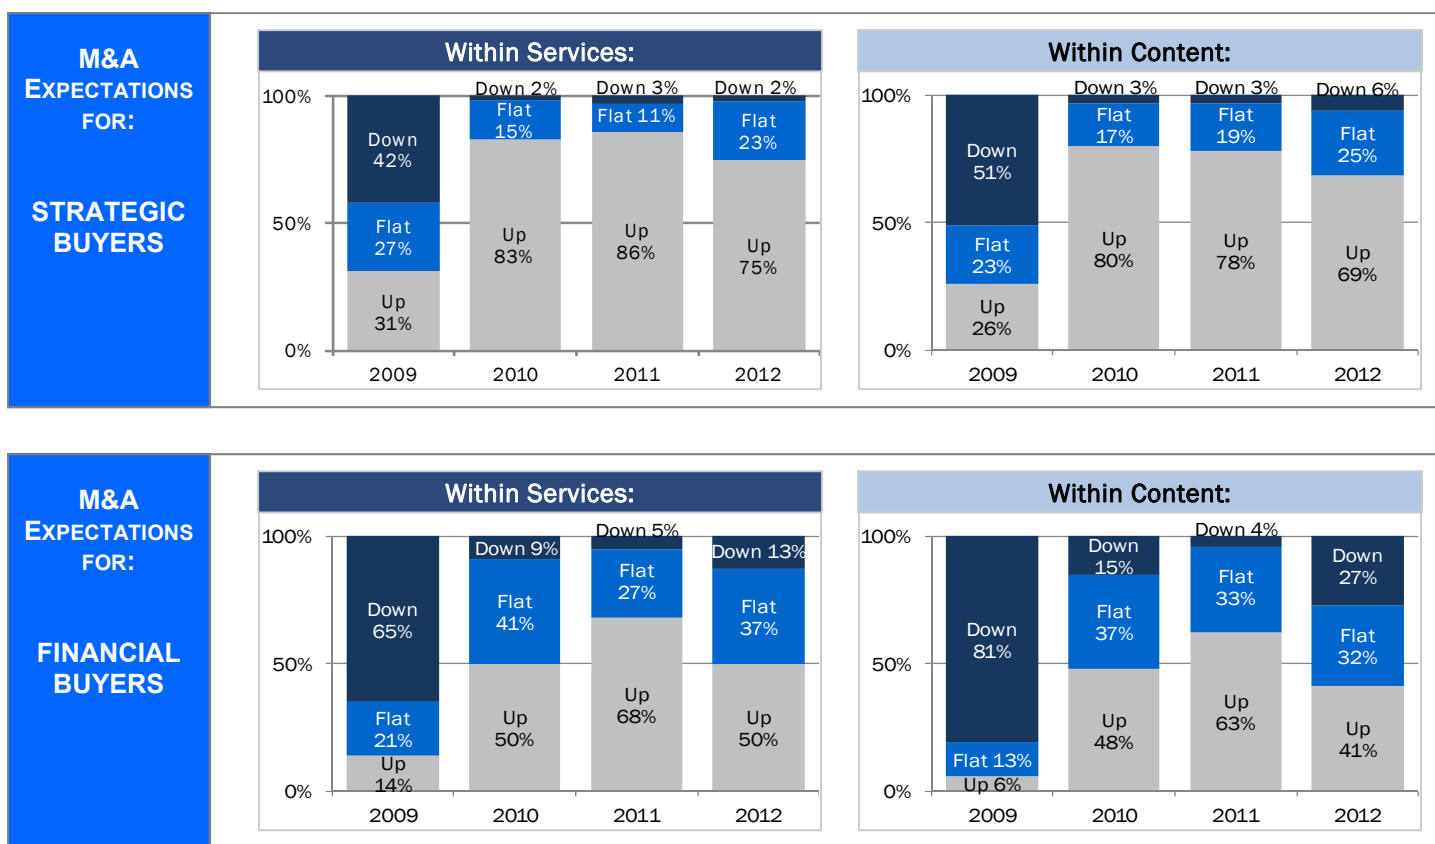 M&A
EXPECTATIONS
FOR:
STRATEGIC
BUYERS
Within Services:
100%
50%
0%
Down
42%
Flat
27%
Up
31%
Down 2%
Flat
15%
Up
83%
Down 3%
Flat 11%
Up
86%
Down 2%
Flat
23%
Up
75%
2009
2010
2011
2012
Within Content:
100%
50%
0%
Down
51%
Flat
23%
Up
26%
Down 3%
Flat
17%
Up
80%
Down 3%
Flat
19%
Up
78%
Down 6%
Flat
25%
Up
69%
2009
2010
2011
2012
M&A
EXPECTATIONS
FOR:
FINANCIAL
BUYERS
Within Services:
100%
50%
0%
Down
65%
Flat
21%
Up
14%
Down 9%
Flat
41%
Up
50%
Down 5%
Flat
27%
Up
68%
Down 13%
Flat
37%
Up
50%
2009
2010
2011
2012
Within Content:
100%
50%
0%
Down
81%
Flat 13%
Up 6%
Down
15%
Flat
37%
Up
48%
Down 4%
Flat
33%
Up
63%
Down
27%
Flat
32%
Up
41%
2009
2010
2011
2012